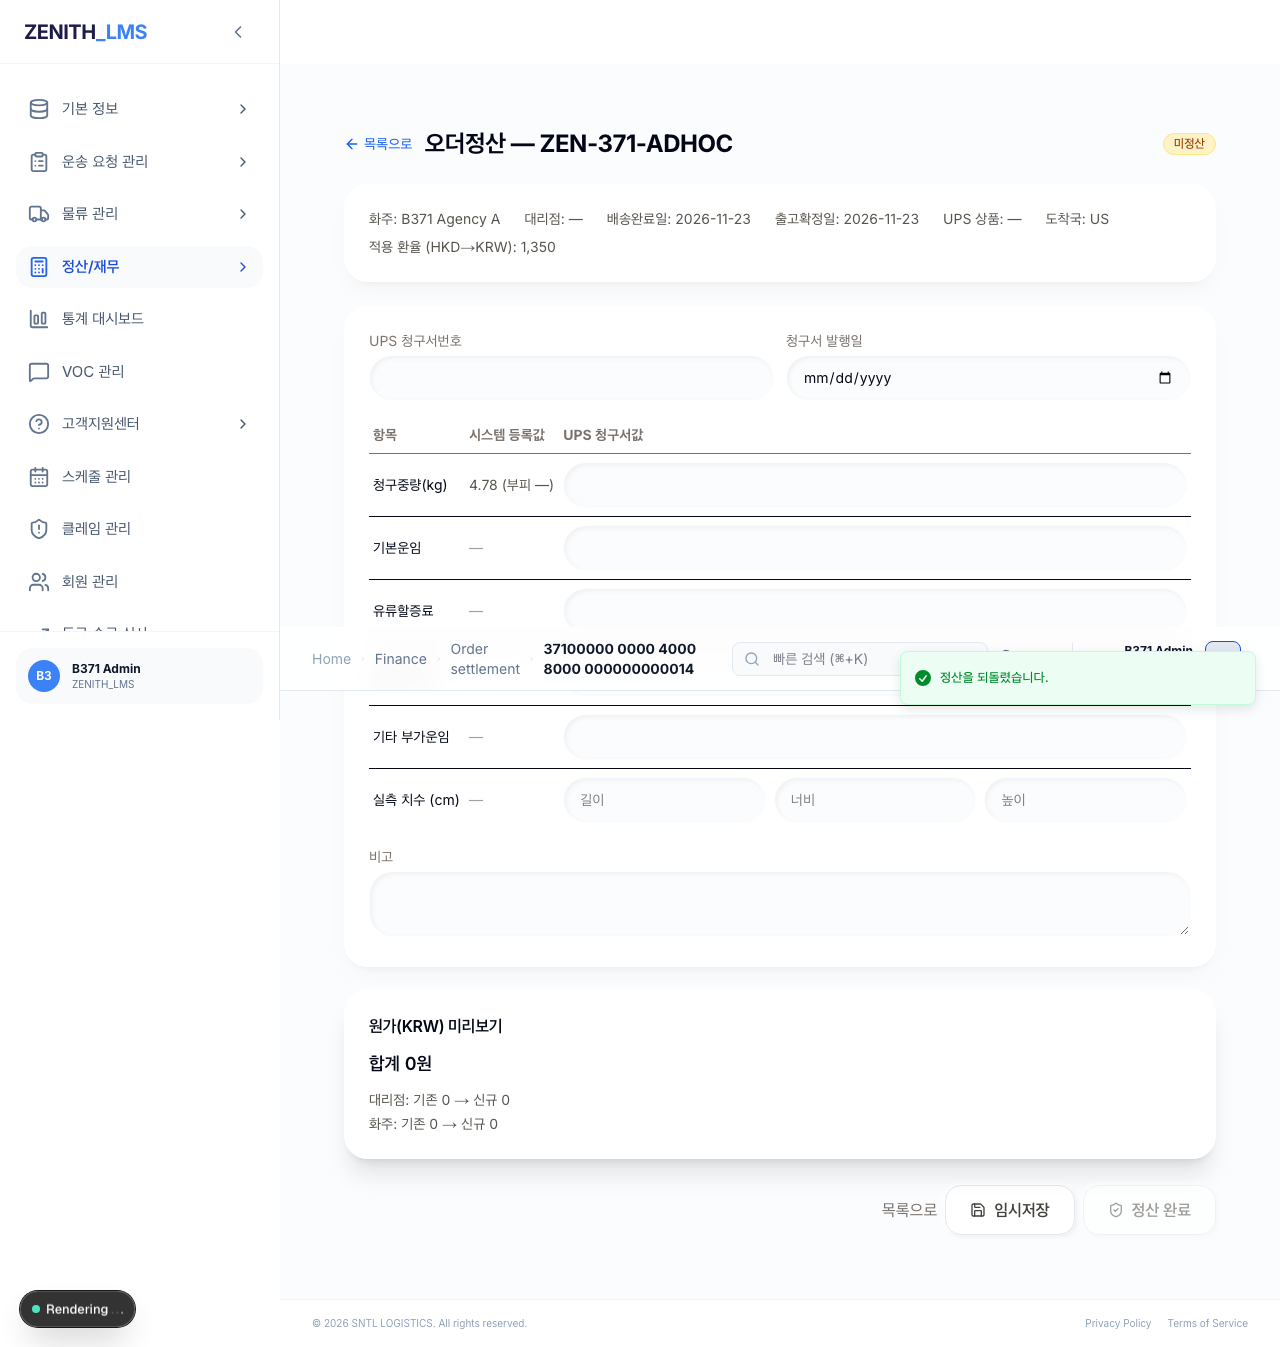 ZENITH_LMS
기본 정보
운송 요청 관리
물류 관리
정산/재무
통계 대시보드
VOC 관리
고객지원센터
스케줄 관리
클레임 관리
회원 관리
B3
B371 Admin
ZENITH_LMS
목록으로
오더정산 — ZEN-371-ADHOC
미정산
화주: B371 Agency A 대리점: — 배송완료일: 2026-11-23 출고확정일: 2026-11-23 UPS 상품: — 도착국: US
적용 환율 (HKD→KRW): 1,350
UPS 청구서번호
청구서 발행일
mm/dd/yyyy
항목 시스템 등록값 UPS 청구서값
청구중량(kg) 4.78 (부피 —)
기본운임 —
유류할증료 —
Home
Finance
Order
settlement
37100000 0000 4000
8000 000000000014
빠른 검색 (⌘+K)
B371 Admin
정산을 되돌렸습니다.
기타 부가운임 —
실측 치수 (cm) — 길이 너비 높이
비고
원가(KRW) 미리보기
합계 0원
대리점: 기존 0 → 신규 0
화주: 기존 0 → 신규 0
목록으로
임시저장
정산 완료
Rendering ...
© 2026 SNTL LOGISTICS. All rights reserved.
Privacy Policy
Terms of Service